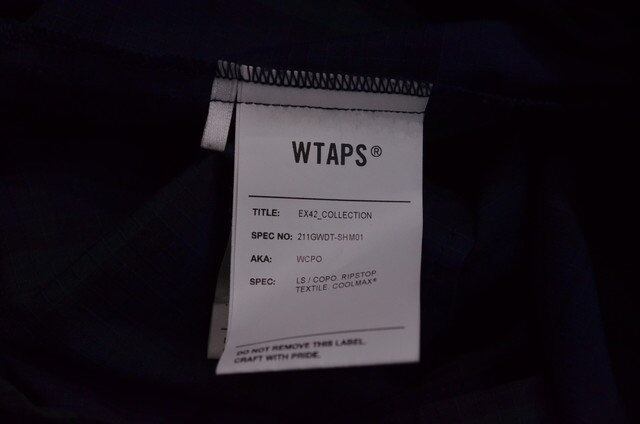 WTAPS®
TITLE: EX42_COLLECTION
SPEC NO: 211GWDT-SHM01
AKA: WCPO
SPEC: LS / COPO. RIPSTOP
TEXTILE. COOLMAX®
DO NOT REMOVE THIS LABEL.
CRAFT WITH PRIDE.